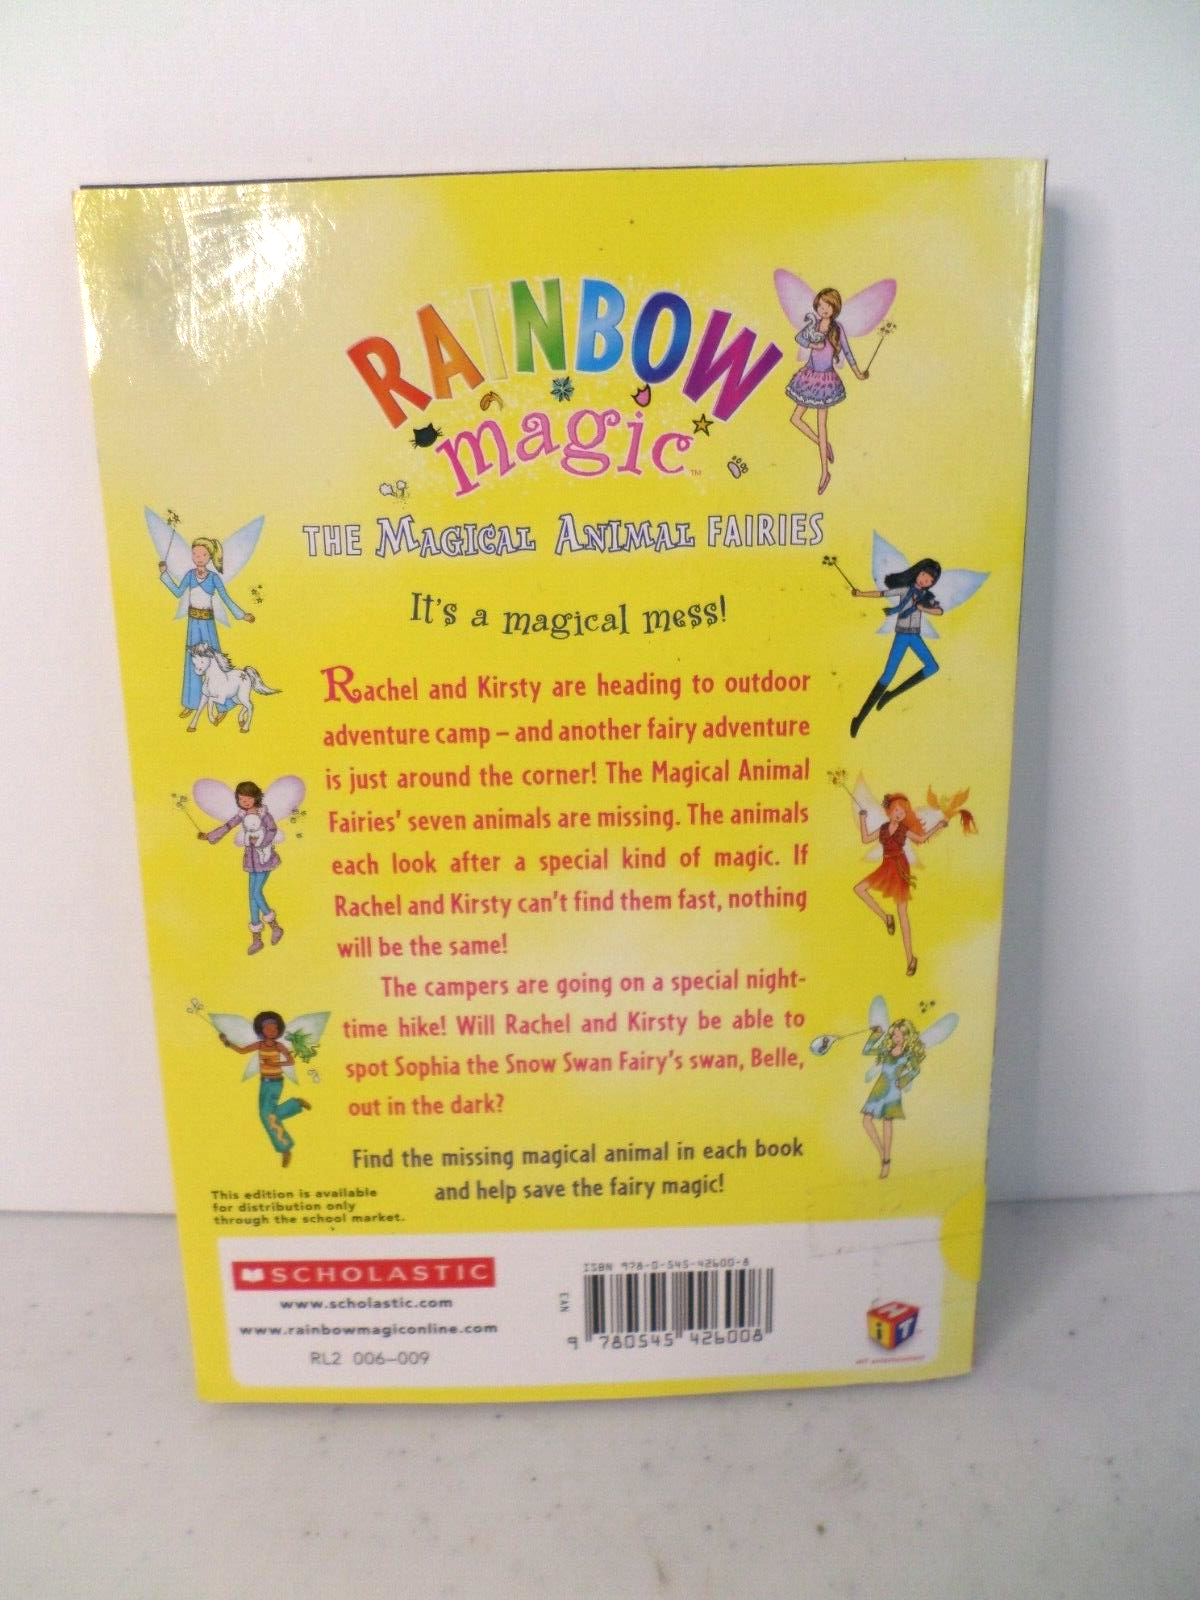 RAINBOW
magic™
THE MAGICAL ANIMAL FAIRIES
It's a magical mess!
Rachel and Kirsty are heading to outdoor
adventure camp – and another fairy adventure
is just around the corner! The Magical Animal
Fairies' seven animals are missing. The animals
each look after a special kind of magic. If
Rachel and Kirsty can't find them fast, nothing
will be the same!
The campers are going on a special night-
time hike! Will Rachel and Kirsty be able to
spot Sophia the Snow Swan Fairy's swan, Belle,
out in the dark?
Find the missing magical animal in each book
and help save the fairy magic!
This edition is available
for distribution only
through the school market.
SCHOLASTIC
www.scholastic.com
www.rainbowmagiconline.com
RL2 006–009
ISBN 978-0-545-42600-8
EAN
9 780545 426008
HiT
HIT entertainment